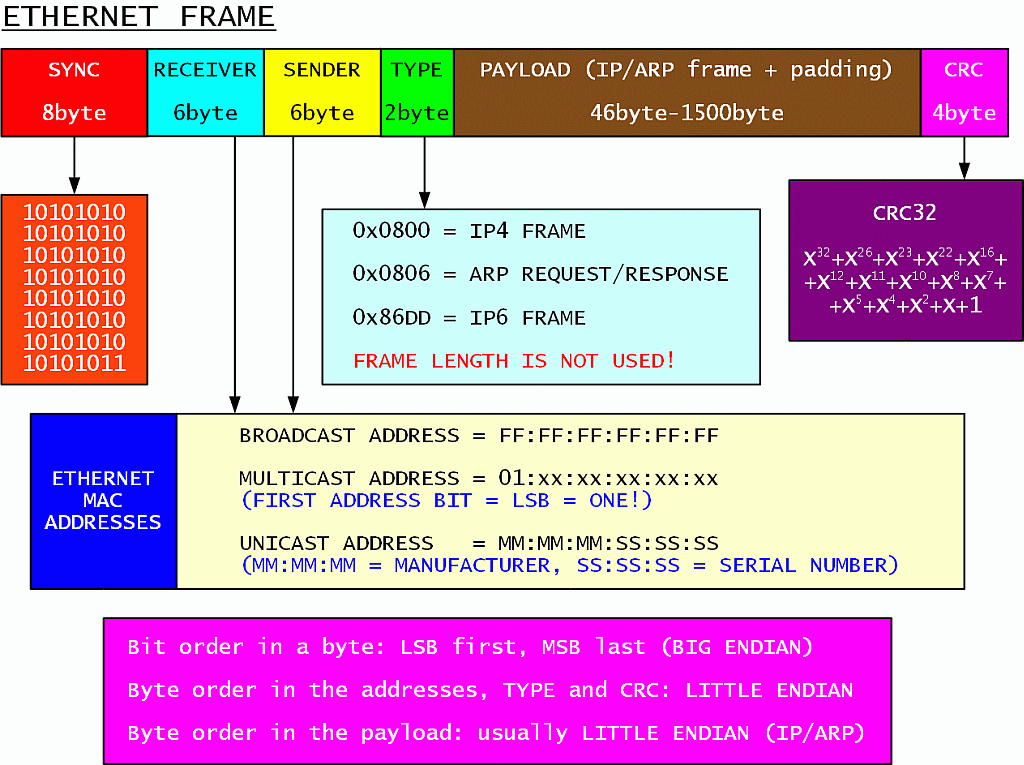 ETHERNET FRAME
SYNC RECEIVER SENDER TYPE PAYLOAD (IP/ARP frame + padding) CRC
8byte 6byte 6byte 2byte 46byte-1500byte 4byte
10101010
10101010
10101010
10101010
10101010
10101010
10101010
10101011
0x0800 = IP4 FRAME
0x0806 = ARP REQUEST/RESPONSE
0x86DD = IP6 FRAME
FRAME LENGTH IS NOT USED!
CRC32
x³²+x²⁶+x²³+x²²+x¹⁶+
+x¹²+x¹¹+x¹⁰+x⁸+x⁷+
+x⁵+x⁴+x²+x+1
ETHERNET
MAC
ADDRESSES
BROADCAST ADDRESS = FF:FF:FF:FF:FF:FF
MULTICAST ADDRESS = 01:xx:xx:xx:xx:xx
(FIRST ADDRESS BIT = LSB = ONE!)
UNICAST ADDRESS = MM:MM:MM:SS:SS:SS
(MM:MM:MM = MANUFACTURER, SS:SS:SS = SERIAL NUMBER)
Bit order in a byte: LSB first, MSB last (BIG ENDIAN)
Byte order in the addresses, TYPE and CRC: LITTLE ENDIAN
Byte order in the payload: usually LITTLE ENDIAN (IP/ARP)